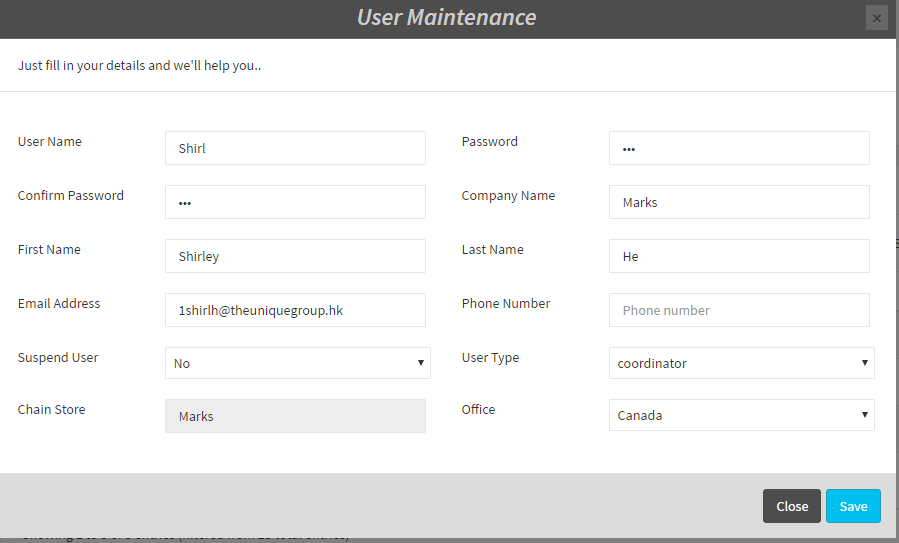 User Maintenance
×
Just fill in your details and we'll help you..
User Name Shirl Password •••
Confirm Password ••• Company Name Marks
First Name Shirley Last Name He
Email Address 1shirlh@theuniquegroup.hk Phone Number Phone number
Suspend User No User Type coordinator
Chain Store Marks Office Canada
Close Save